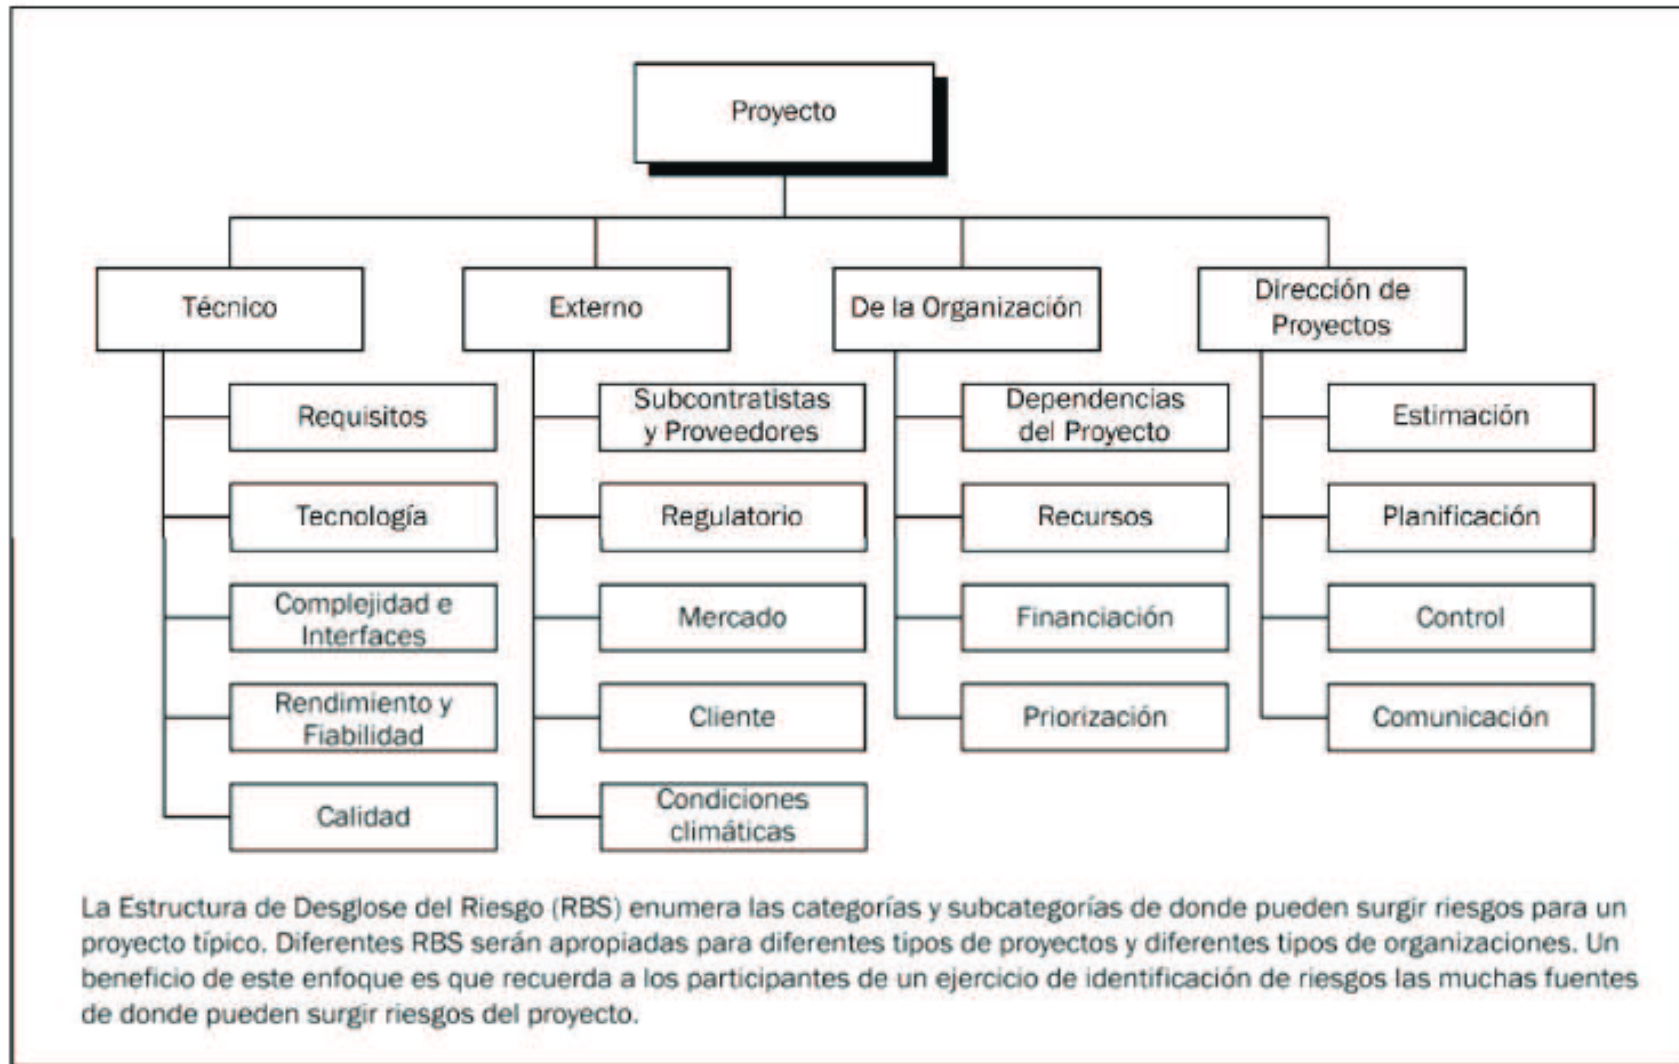 Proyecto
Técnico
Externo
De la Organización
Dirección de
Proyectos
Requisitos
Subcontratistas
y Proveedores
Dependencias
del Proyecto
Estimación
Tecnología
Regulatorio
Recursos
Planificación
Complejidad e
Interfaces
Mercado
Financiación
Control
Rendimiento y
Fiabilidad
Cliente
Priorización
Comunicación
Calidad
Condiciones
climáticas
La Estructura de Desglose del Riesgo (RBS) enumera las categorías y subcategorías de donde pueden surgir riesgos para un
proyecto típico. Diferentes RBS serán apropiadas para diferentes tipos de proyectos y diferentes tipos de organizaciones. Un
beneficio de este enfoque es que recuerda a los participantes de un ejercicio de identificación de riesgos las muchas fuentes
de donde pueden surgir riesgos del proyecto.